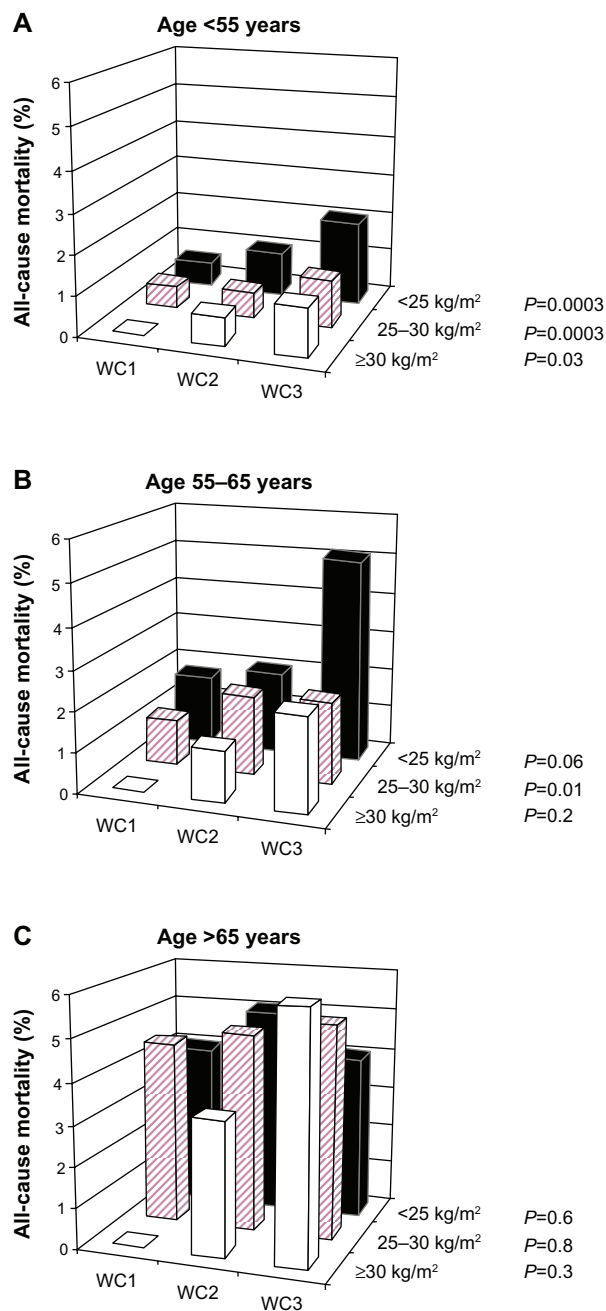 A
Age <55 years
All-cause mortality (%)
6
5
4
3
2
1
0
WC1
WC2
WC3
<25 kg/m²
25–30 kg/m²
≥30 kg/m²
P=0.0003
P=0.0003
P=0.03
B
Age 55–65 years
All-cause mortality (%)
6
5
4
3
2
1
0
WC1
WC2
WC3
<25 kg/m²
25–30 kg/m²
≥30 kg/m²
P=0.06
P=0.01
P=0.2
C
Age >65 years
All-cause mortality (%)
6
5
4
3
2
1
0
WC1
WC2
WC3
<25 kg/m²
25–30 kg/m²
≥30 kg/m²
P=0.6
P=0.8
P=0.3